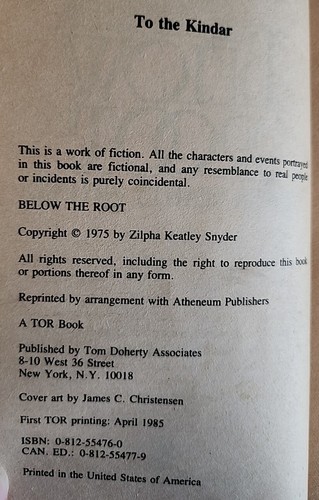 To the Kindar
This is a work of fiction. All the characters and events portrayed
in this book are fictional, and any resemblance to real people
or incidents is purely coincidental.
BELOW THE ROOT
Copyright © 1975 by Zilpha Keatley Snyder
All rights reserved, including the right to reproduce this book
or portions thereof in any form.
Reprinted by arrangement with Atheneum Publishers
A TOR Book
Published by Tom Doherty Associates
8-10 West 36 Street
New York, N.Y. 10018
Cover art by James C. Christensen
First TOR printing: April 1985
ISBN: 0-812-55476-0
CAN. ED.: 0-812-55477-9
Printed in the United States of America